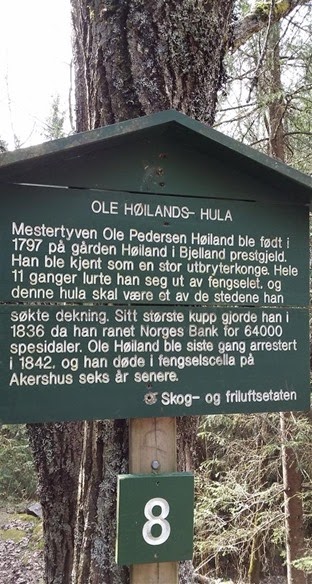 OLE HØILANDS-HULA
Mestertyven Ole Pedersen Høiland ble født i
1797 på gården Høiland i Bjelland prestgjeld.
Han ble kjent som en stor utbryterkonge. Hele
11 ganger lurte han seg ut av fengselet, og
denne hula skal være et av de stedene han
søkte dekning. Sitt største kupp gjorde han i
1836 da han ranet Norges Bank for 64000
spesidaler. Ole Høiland ble siste gang arrestert
i 1842, og han døde i fengselscella på
Akershus seks år senere.
Skog- og friluftsetaten
8